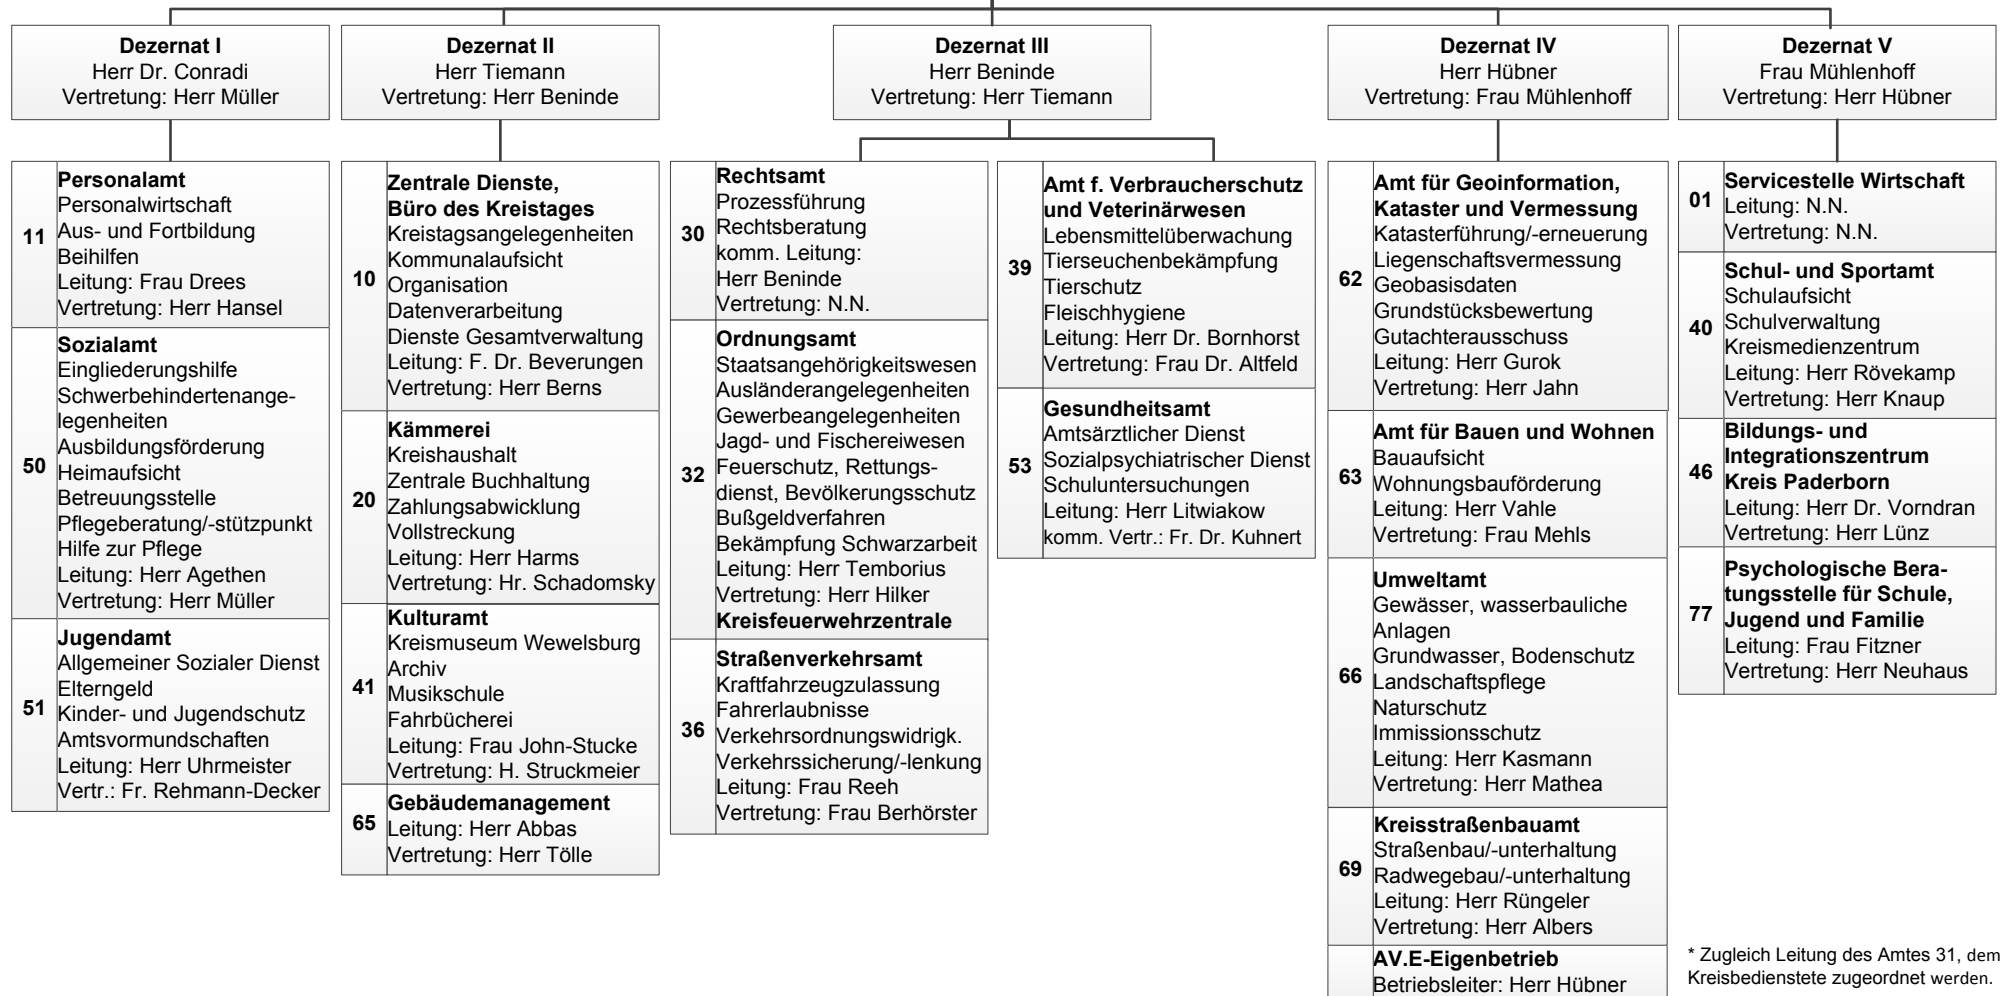 Dezernat I
Herr Dr. Conradi
Vertretung: Herr Müller
11
Personalamt
Personalwirtschaft
Aus- und Fortbildung
Beihilfen
Leitung: Frau Drees
Vertretung: Herr Hansel
50
Sozialamt
Eingliederungshilfe
Schwerbehindertenange-
legenheiten
Ausbildungsförderung
Heimaufsicht
Betreuungsstelle
Pflegeberatung/-stützpunkt
Hilfe zur Pflege
Leitung: Herr Agethen
Vertretung: Herr Müller
51
Jugendamt
Allgemeiner Sozialer Dienst
Elterngeld
Kinder- und Jugendschutz
Amtsvormundschaften
Leitung: Herr Uhrmeister
Vertr.: Fr. Rehmann-Decker
Dezernat II
Herr Tiemann
Vertretung: Herr Beninde
10
Zentrale Dienste,
Büro des Kreistages
Kreistagsangelegenheiten
Kommunalaufsicht
Organisation
Datenverarbeitung
Dienste Gesamtverwaltung
Leitung: F. Dr. Beverungen
Vertretung: Herr Berns
20
Kämmerei
Kreishaushalt
Zentrale Buchhaltung
Zahlungsabwicklung
Vollstreckung
Leitung: Herr Harms
Vertretung: Hr. Schadomsky
41
Kulturamt
Kreismuseum Wewelsburg
Archiv
Musikschule
Fahrbücherei
Leitung: Frau John-Stucke
Vertretung: H. Struckmeier
65
Gebäudemanagement
Leitung: Herr Abbas
Vertretung: Herr Tölle
Dezernat III
Herr Beninde
Vertretung: Herr Tiemann
30
Rechtsamt
Prozessführung
Rechtsberatung
komm. Leitung:
Herr Beninde
Vertretung: N.N.
32
Ordnungsamt
Staatsangehörigkeitswesen
Ausländerangelegenheiten
Gewerbeangelegenheiten
Jagd- und Fischereiwesen
Feuerschutz, Rettungs-
dienst, Bevölkerungsschutz
Bußgeldverfahren
Bekämpfung Schwarzarbeit
Leitung: Herr Temborius
Vertretung: Herr Hilker
Kreisfeuerwehrzentrale
36
Straßenverkehrsamt
Kraftfahrzeugzulassung
Fahrerlaubnisse
Verkehrsordnungswidrigk.
Verkehrssicherung/-lenkung
Leitung: Frau Reeh
Vertretung: Frau Berhörster
39
Amt f. Verbraucherschutz
und Veterinärwesen
Lebensmittelüberwachung
Tierseuchenbekämpfung
Tierschutz
Fleischhygiene
Leitung: Herr Dr. Bornhorst
Vertretung: Frau Dr. Altfeld
53
Gesundheitsamt
Amtsärztlicher Dienst
Sozialpsychiatrischer Dienst
Schuluntersuchungen
Leitung: Herr Litwiakow
komm. Vertr.: Fr. Dr. Kuhnert
Dezernat IV
Herr Hübner
Vertretung: Frau Mühlenhoff
62
Amt für Geoinformation,
Kataster und Vermessung
Katasterführung/-erneuerung
Liegenschaftsvermessung
Geobasisdaten
Grundstücksbewertung
Gutachterausschuss
Leitung: Herr Gurok
Vertretung: Herr Jahn
63
Amt für Bauen und Wohnen
Bauaufsicht
Wohnungsbauförderung
Leitung: Herr Vahle
Vertretung: Frau Mehls
66
Umweltamt
Gewässer, wasserbauliche
Anlagen
Grundwasser, Bodenschutz
Landschaftspflege
Naturschutz
Immissionsschutz
Leitung: Herr Kasmann
Vertretung: Herr Mathea
69
Kreisstraßenbauamt
Straßenbau/-unterhaltung
Radwegebau/-unterhaltung
Leitung: Herr Rüngeler
Vertretung: Herr Albers
AV.E-Eigenbetrieb
Betriebsleiter: Herr Hübner
Dezernat V
Frau Mühlenhoff
Vertretung: Herr Hübner
01
Servicestelle Wirtschaft
Leitung: N.N.
Vertretung: N.N.
40
Schul- und Sportamt
Schulaufsicht
Schulverwaltung
Kreismedienzentrum
Leitung: Herr Rövekamp
Vertretung: Herr Knaup
46
Bildungs- und
Integrationszentrum
Kreis Paderborn
Leitung: Herr Dr. Vorndran
Vertretung: Herr Lünz
77
Psychologische Bera-
tungsstelle für Schule,
Jugend und Familie
Leitung: Frau Fitzner
Vertretung: Herr Neuhaus
* Zugleich Leitung des Amtes 31, dem
Kreisbedienstete zugeordnet werden.